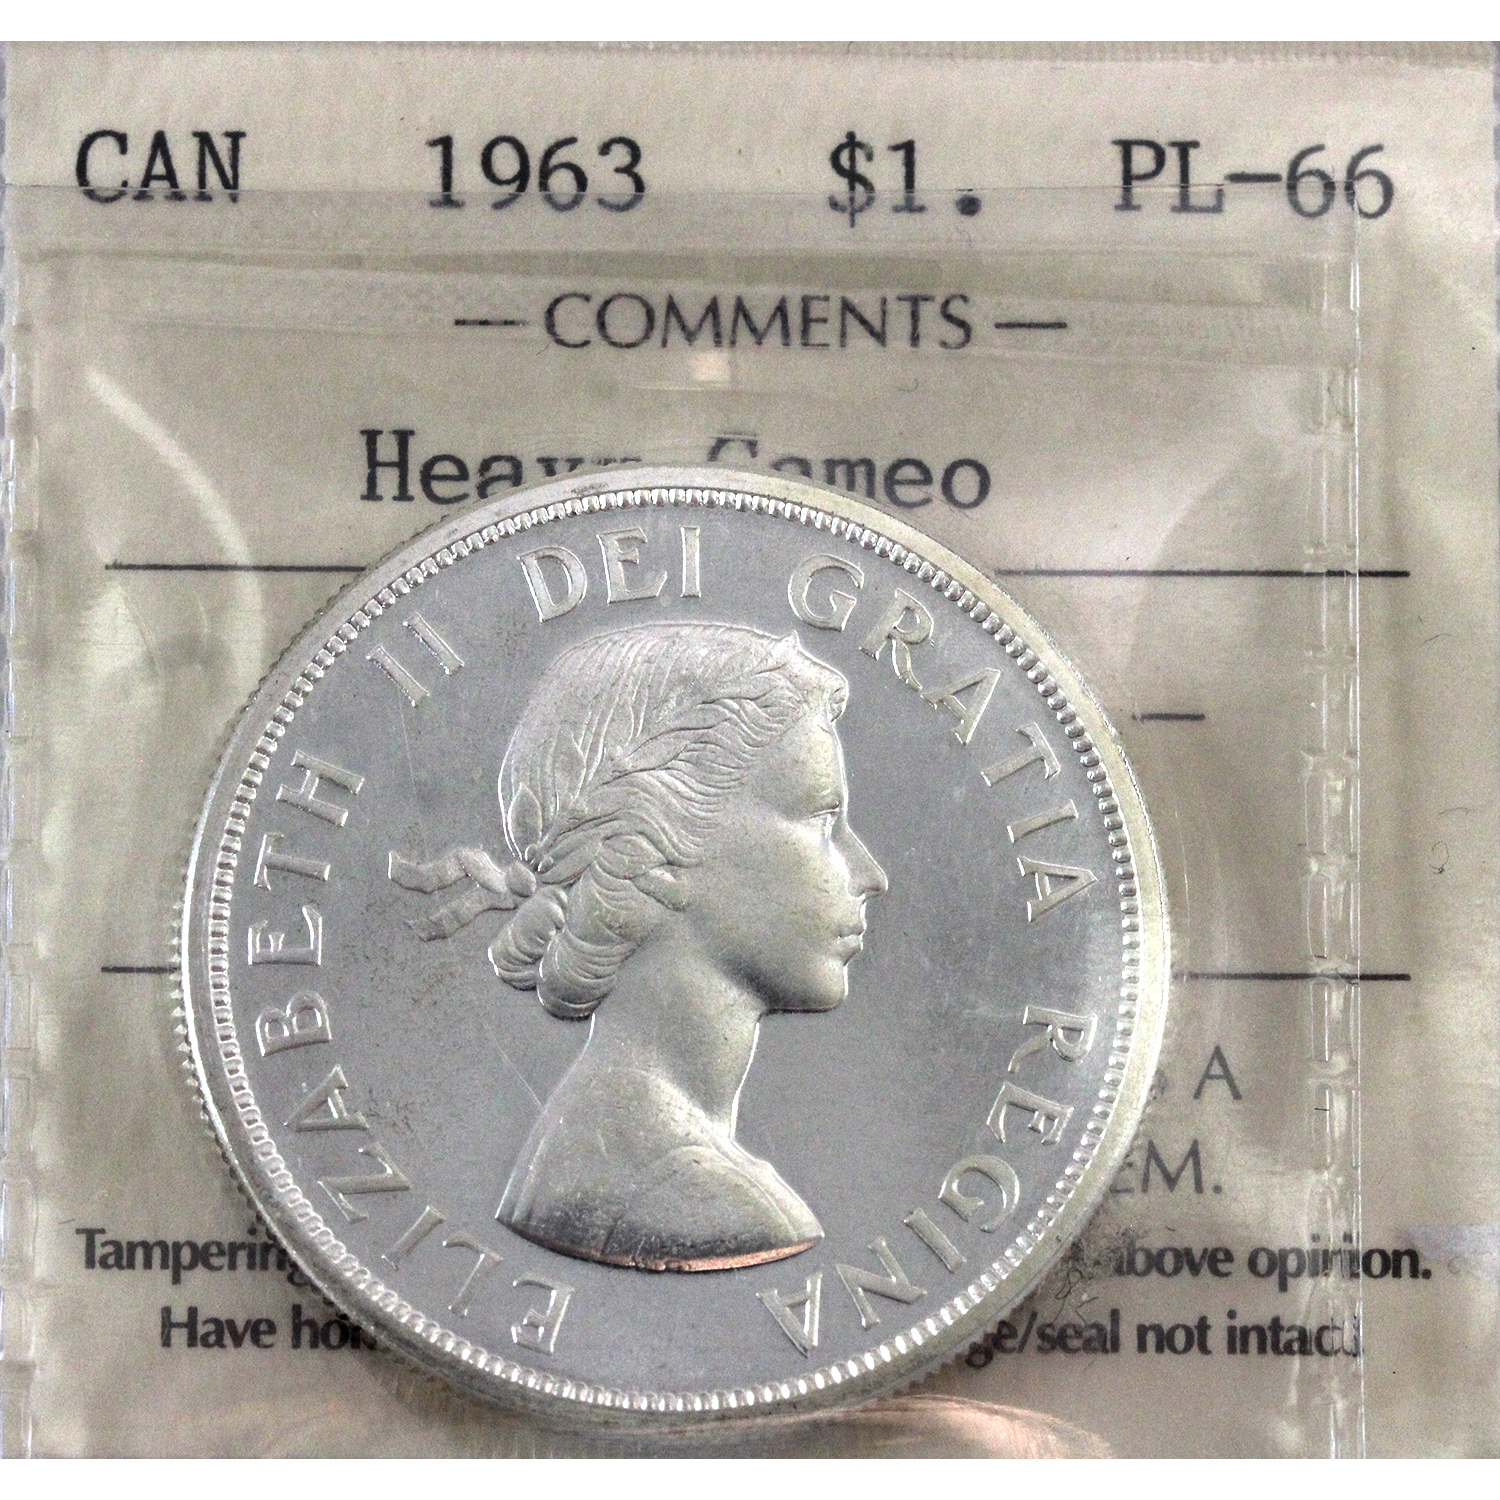 CAN 1963 $1. PL-66
— COMMENTS —
Heavy Cameo
ELIZABETH II DEI GRATIA REGINA
A
EM.
Tampering above opinion.
Have /seal not intact